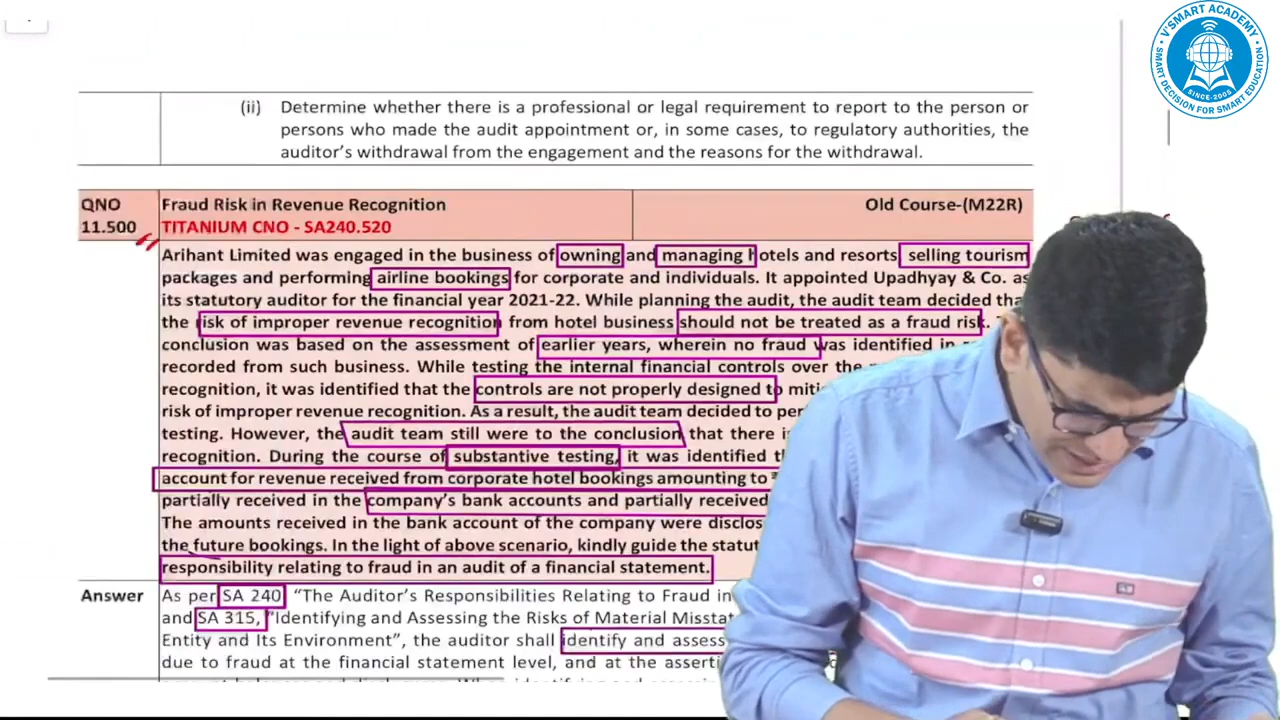 V'SMART ACADEMY
SINCE-2005
SMART DECISION FOR SMART EDUCATION
(ii) Determine whether there is a professional or legal requirement to report to the person or
persons who made the audit appointment or, in some cases, to regulatory authorities, the
auditor's withdrawal from the engagement and the reasons for the withdrawal.
QNO Fraud Risk in Revenue Recognition Old Course-(M22R)
11.500 TITANIUM CNO - SA240.520
Arihant Limited was engaged in the business of owning and managing hotels and resorts, selling tourism
packages and performing airline bookings for corporate and individuals. It appointed Upadhyay & Co. as
its statutory auditor for the financial year 2021-22. While planning the audit, the audit team decided
the risk of improper revenue recognition from hotel business should not be treated as a fraud risk.
conclusion was based on the assessment of earlier years, wherein no fraud was identified in
recorded from such business. While testing the internal financial controls over the
recognition, it was identified that the controls are not properly designed to
risk of improper revenue recognition. As a result, the audit team decided to
testing. However, the audit team still were to the conclusion that there
recognition. During the course of substantive testing, it was identified
account for revenue received from corporate hotel bookings amounting to
partially received in the company's bank accounts and partially received
The amounts received in the bank account of the company were
the future bookings. In the light of above scenario, kindly guide the
responsibility relating to fraud in an audit of a financial statement.
Answer As per SA 240 "The Auditor's Responsibilities Relating to Fraud in
and SA 315, "Identifying and Assessing the Risks of Material
Entity and Its Environment", the auditor shall identify and assess
due to fraud at the financial statement level, and at the